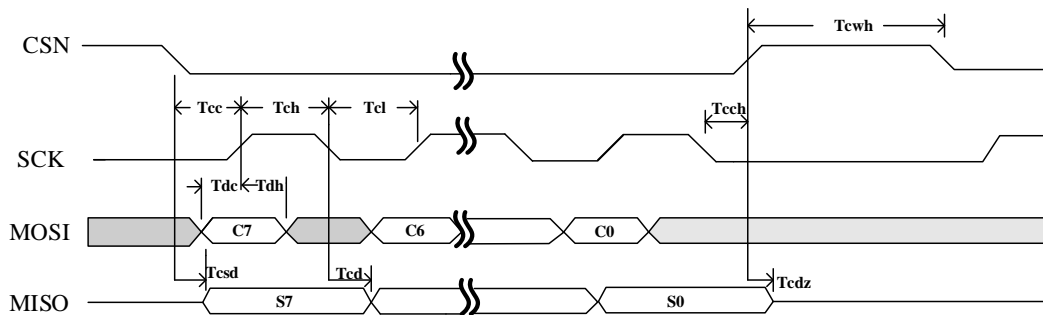 CSN
Tcwh
Tcc Tch Tcl Tcch
SCK
Tdc Tdh
MOSI C7 C6 C0
Tcsd Tcd Tcdz
MISO S7 S0